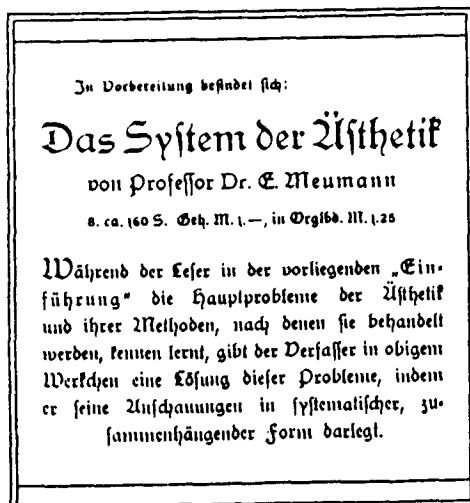 In Vorbereitung befindet sich:
Das System der Ästhetik
von Professor Dr. E. Meumann
8. ca. 160 S. Geh. M. 1.—, in Orglbd. M. 1.25
Während der Leser in der vorliegenden „Ein-
führung" die Hauptprobleme der Ästhetik
und ihrer Methoden, nach denen sie behandelt
werden, kennen lernt, gibt der Verfasser in obigem
Werkchen eine Lösung dieser Probleme, indem
er seine Anschauungen in systematischer, zu-
sammenhängender Form darlegt.